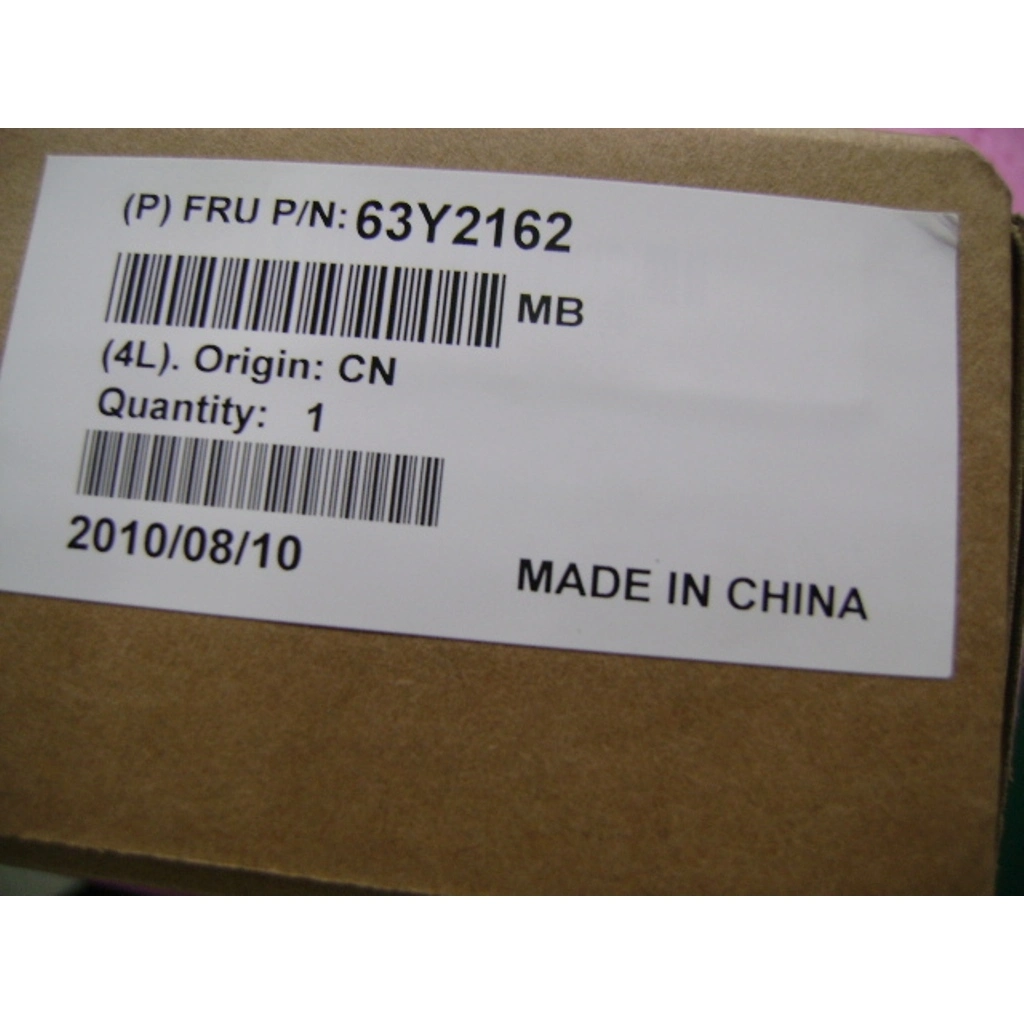 (P) FRU P/N: 63Y2162
MB
(4L). Origin: CN
Quantity: 1
2010/08/10
MADE IN CHINA